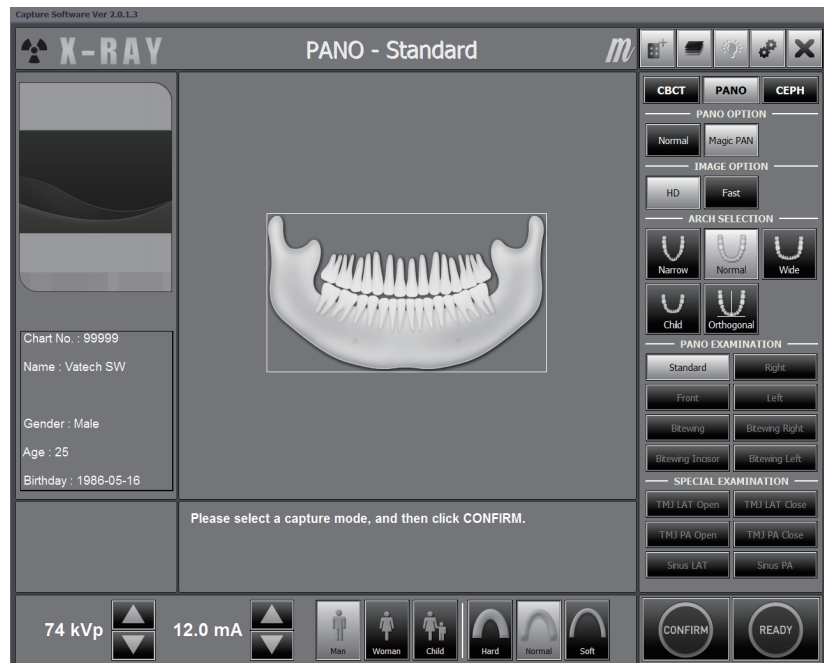 Capture Software Ver 2.0.1.3
X-RAY
PANO - Standard
m
CBCT PANO CEPH
PANO OPTION
Normal Magic PAN
IMAGE OPTION
HD Fast
ARCH SELECTION
Narrow Normal Wide
Child Orthogonal
PANO EXAMINATION
Standard Right
Front Left
Bitewing Bitewing Right
Bitewing Incisor Bitewing Left
SPECIAL EXAMINATION
TMJ LAT Open TMJ LAT Close
TMJ PA Open TMJ PA Close
Sinus LAT Sinus PA
Chart No. : 99999
Name : Vatech SW
Gender : Male
Age : 25
Birthday : 1986-05-16
Please select a capture mode, and then click CONFIRM.
74 kVp 12.0 mA
Man Woman Child Hard Normal Soft
CONFIRM READY